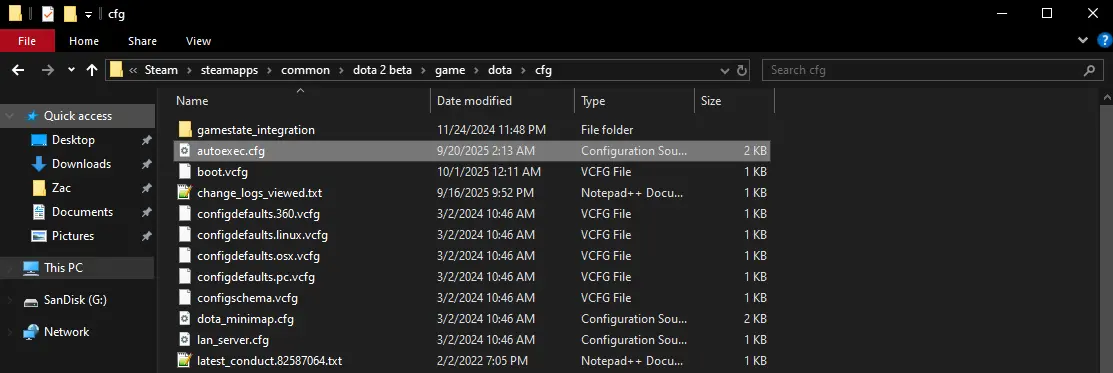 cfg
File Home Share View
« Steam > steamapps > common > dota 2 beta > game > dota > cfg Search cfg
Name Date modified Type Size
Quick access
Desktop
Downloads
Zac
Documents
Pictures
This PC
SanDisk (G:)
Network
gamestate_integration 11/24/2024 11:48 PM File folder
autoexec.cfg 9/20/2025 2:13 AM Configuration Sou... 2 KB
boot.vcfg 10/1/2025 12:11 AM VCFG File 1 KB
change_logs_viewed.txt 9/16/2025 9:52 PM Notepad++ Docu... 1 KB
configdefaults.360.vcfg 3/2/2024 10:46 AM VCFG File 1 KB
configdefaults.linux.vcfg 3/2/2024 10:46 AM VCFG File 1 KB
configdefaults.osx.vcfg 3/2/2024 10:46 AM VCFG File 1 KB
configdefaults.pc.vcfg 3/2/2024 10:46 AM VCFG File 1 KB
configschema.vcfg 3/2/2024 10:46 AM VCFG File 1 KB
dota_minimap.cfg 3/2/2024 10:46 AM Configuration Sou... 2 KB
lan_server.cfg 3/2/2024 10:46 AM Configuration Sou... 1 KB
latest_conduct.82587064.txt 2/2/2022 7:05 PM Notepad++ Docu... 1 KB